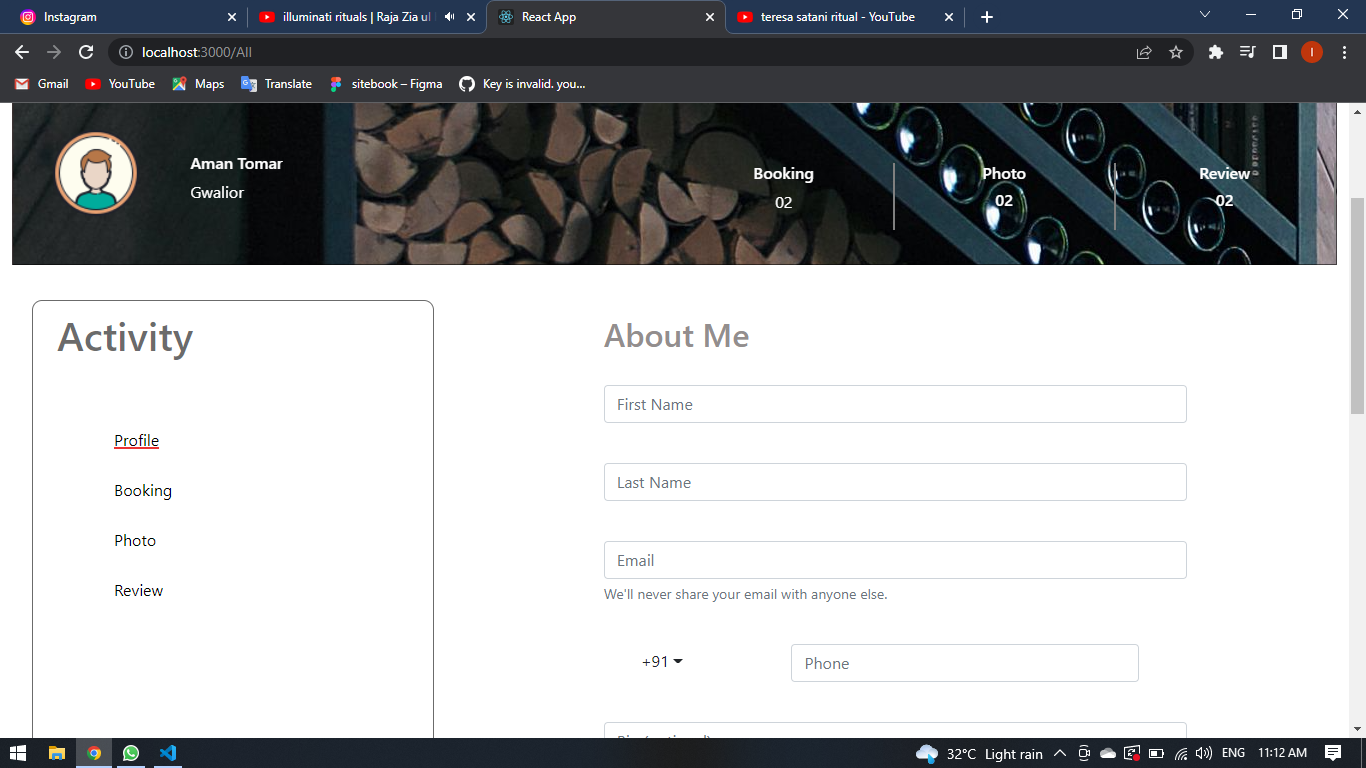 Instagram
illuminati rituals | Raja Zia ul
React App
teresa satani ritual - YouTube
localhost:3000/All
I
Gmail
YouTube
Maps
Translate
sitebook – Figma
Key is invalid. you...
Aman Tomar
Gwalior
Booking
02
Photo
02
Review
02
Activity
Profile
Booking
Photo
Review
About Me
First Name
Last Name
Email
We'll never share your email with anyone else.
+91
Phone
32°C Light rain
ENG
11:12 AM